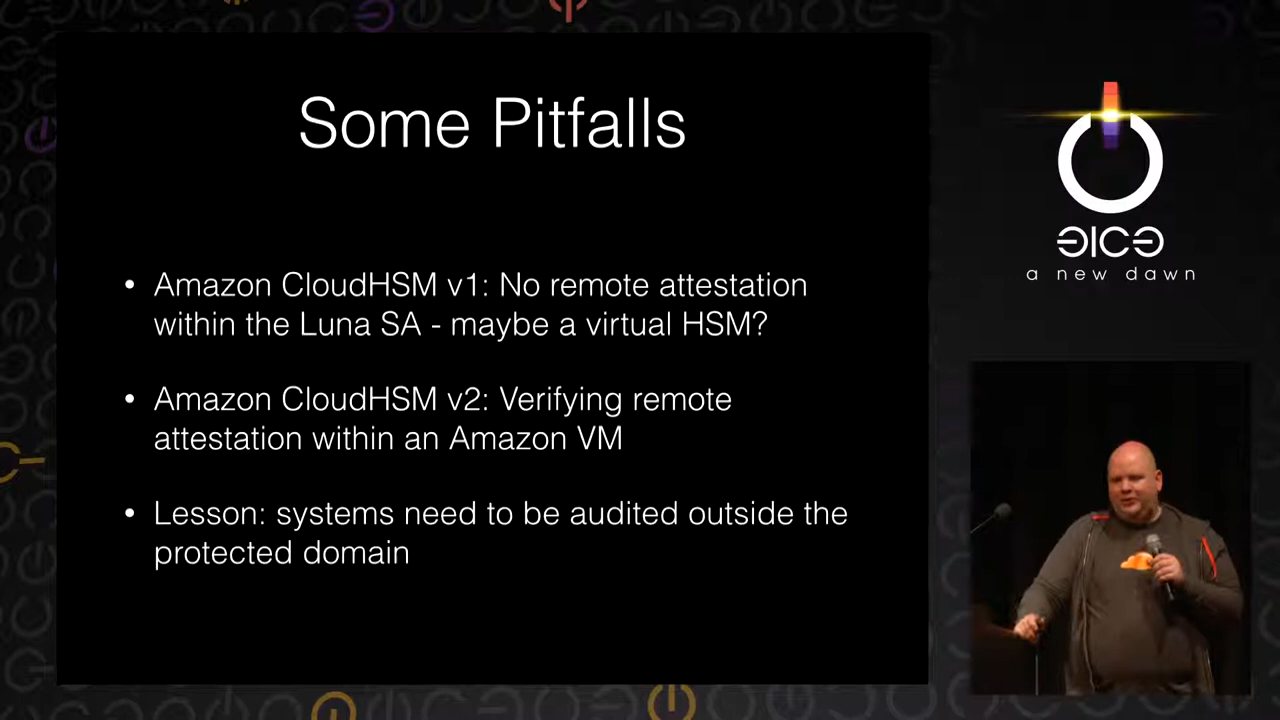 Some Pitfalls
• Amazon CloudHSM v1: No remote attestation
within the Luna SA - maybe a virtual HSM?
• Amazon CloudHSM v2: Verifying remote
attestation within an Amazon VM
• Lesson: systems need to be audited outside the
protected domain
a new dawn